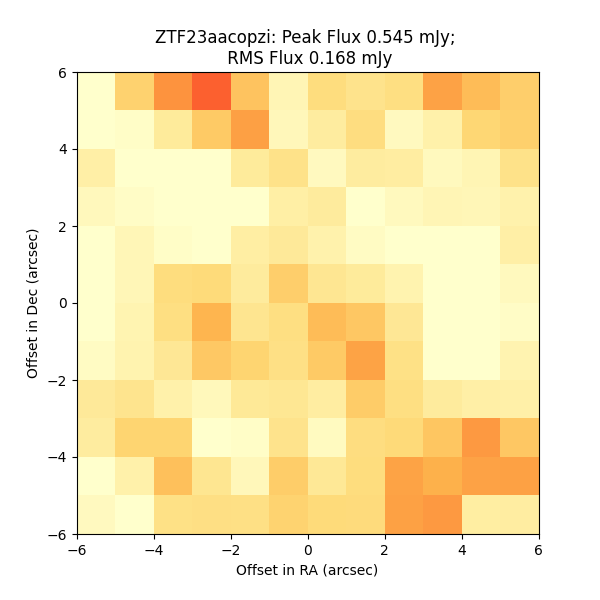 ZTF23aacopzi: Peak Flux 0.545 mJy;
RMS Flux 0.168 mJy
6
4
2
0
−2
−4
−6
Offset in Dec (arcsec)
−6 −4 −2 0 2 4 6
Offset in RA (arcsec)